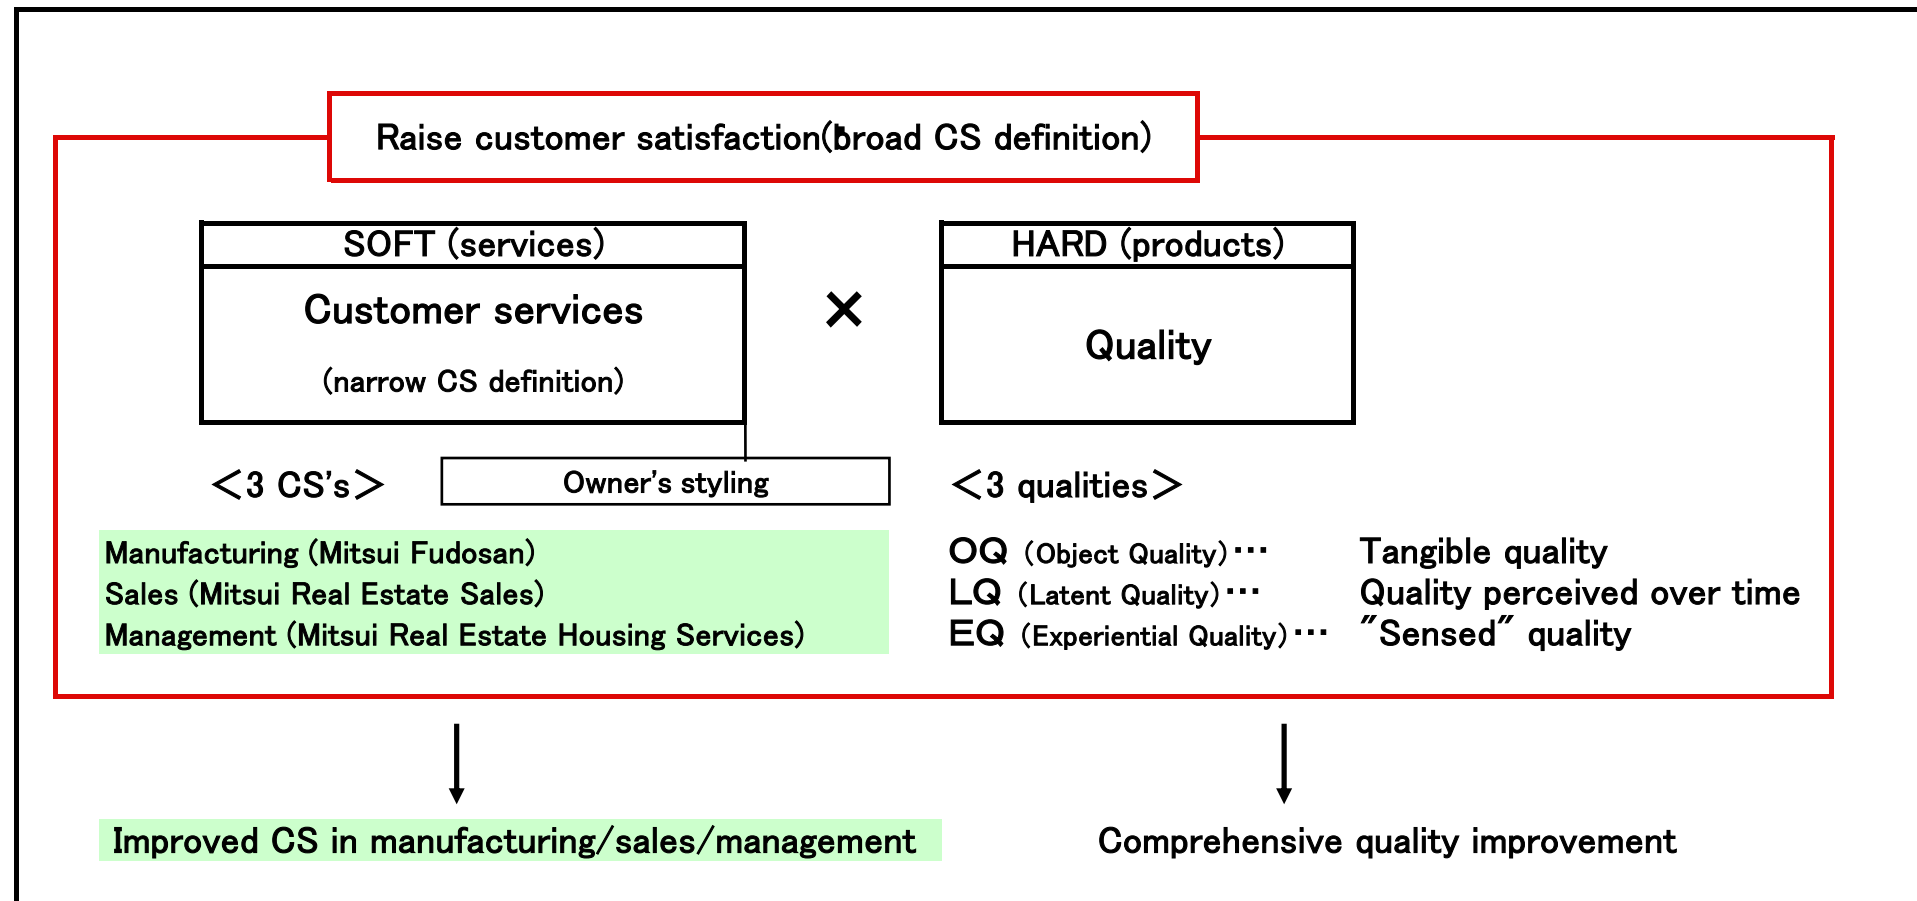 Raise customer satisfaction(broad CS definition)
SOFT (services)
Customer services
(narrow CS definition)
×
HARD (products)
Quality
<3 CS's>
Owner's styling
<3 qualities>
Manufacturing (Mitsui Fudosan)
Sales (Mitsui Real Estate Sales)
Management (Mitsui Real Estate Housing Services)
OQ (Object Quality)… Tangible quality
LQ (Latent Quality)… Quality perceived over time
EQ (Experiential Quality)… "Sensed" quality
Improved CS in manufacturing/sales/management
Comprehensive quality improvement